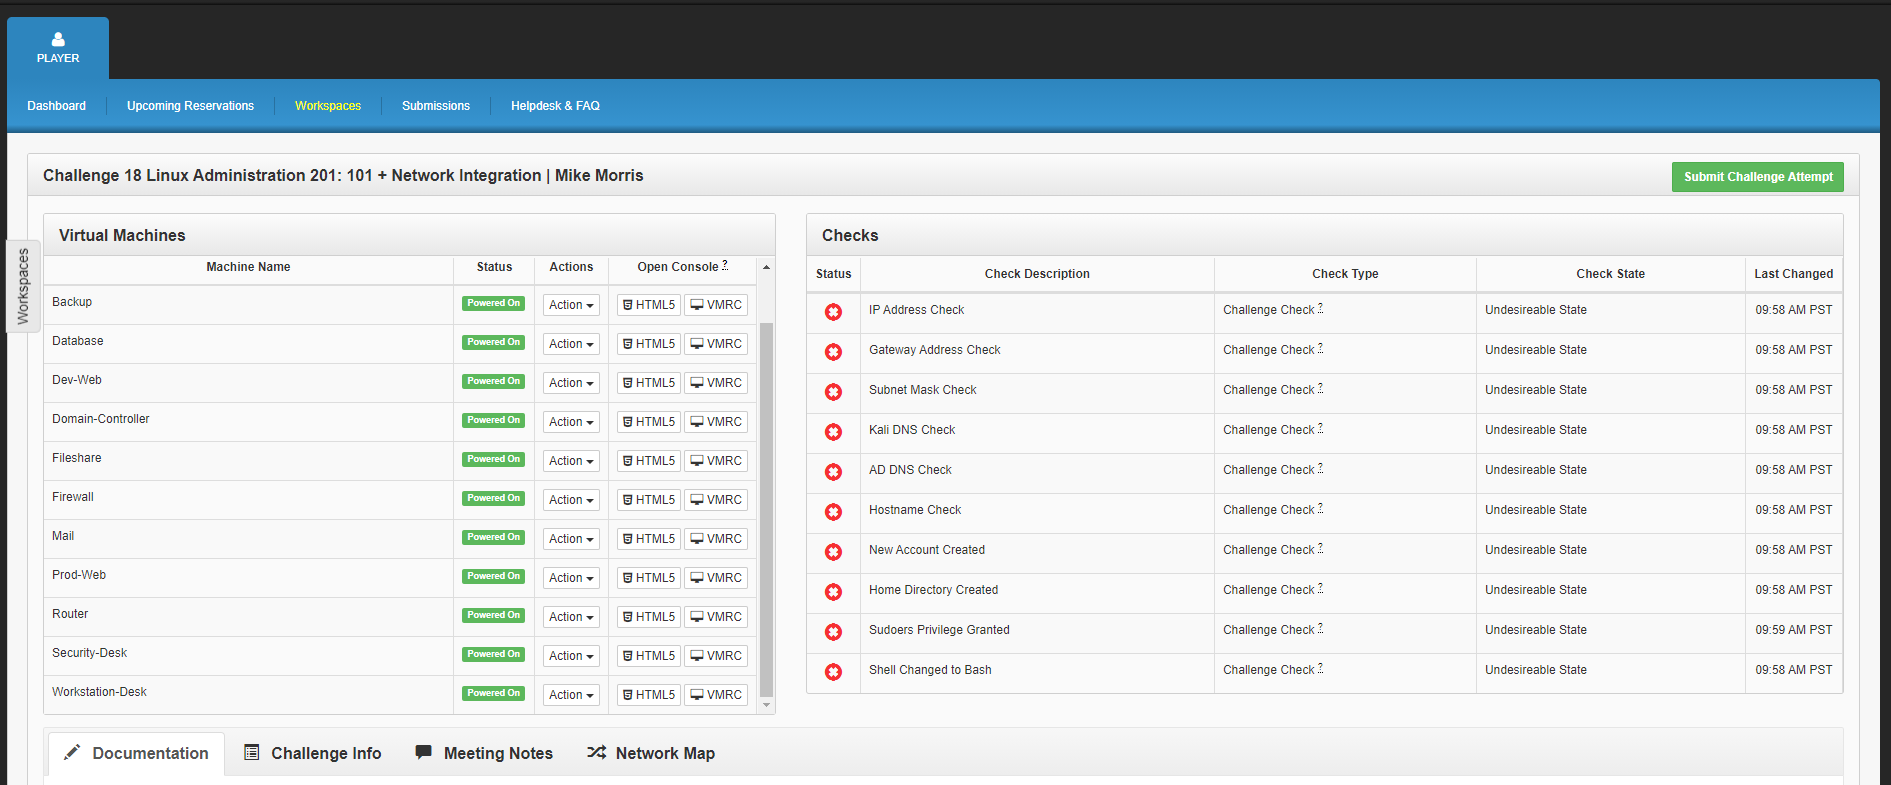 PLAYER
Dashboard Upcoming Reservations Workspaces Submissions Helpdesk & FAQ
Challenge 18 Linux Administration 201: 101 + Network Integration | Mike Morris Submit Challenge Attempt
Workspaces
Virtual Machines
Machine Name Status Actions Open Console ?
Backup Powered On Action HTML5 VMRC
Database Powered On Action HTML5 VMRC
Dev-Web Powered On Action HTML5 VMRC
Domain-Controller Powered On Action HTML5 VMRC
Fileshare Powered On Action HTML5 VMRC
Firewall Powered On Action HTML5 VMRC
Mail Powered On Action HTML5 VMRC
Prod-Web Powered On Action HTML5 VMRC
Router Powered On Action HTML5 VMRC
Security-Desk Powered On Action HTML5 VMRC
Workstation-Desk Powered On Action HTML5 VMRC
Checks
Status Check Description Check Type Check State Last Changed
IP Address Check Challenge Check ? Undesireable State 09:58 AM PST
Gateway Address Check Challenge Check ? Undesireable State 09:58 AM PST
Subnet Mask Check Challenge Check ? Undesireable State 09:58 AM PST
Kali DNS Check Challenge Check ? Undesireable State 09:58 AM PST
AD DNS Check Challenge Check ? Undesireable State 09:58 AM PST
Hostname Check Challenge Check ? Undesireable State 09:58 AM PST
New Account Created Challenge Check ? Undesireable State 09:58 AM PST
Home Directory Created Challenge Check ? Undesireable State 09:58 AM PST
Sudoers Privilege Granted Challenge Check ? Undesireable State 09:59 AM PST
Shell Changed to Bash Challenge Check ? Undesireable State 09:58 AM PST
Documentation Challenge Info Meeting Notes Network Map